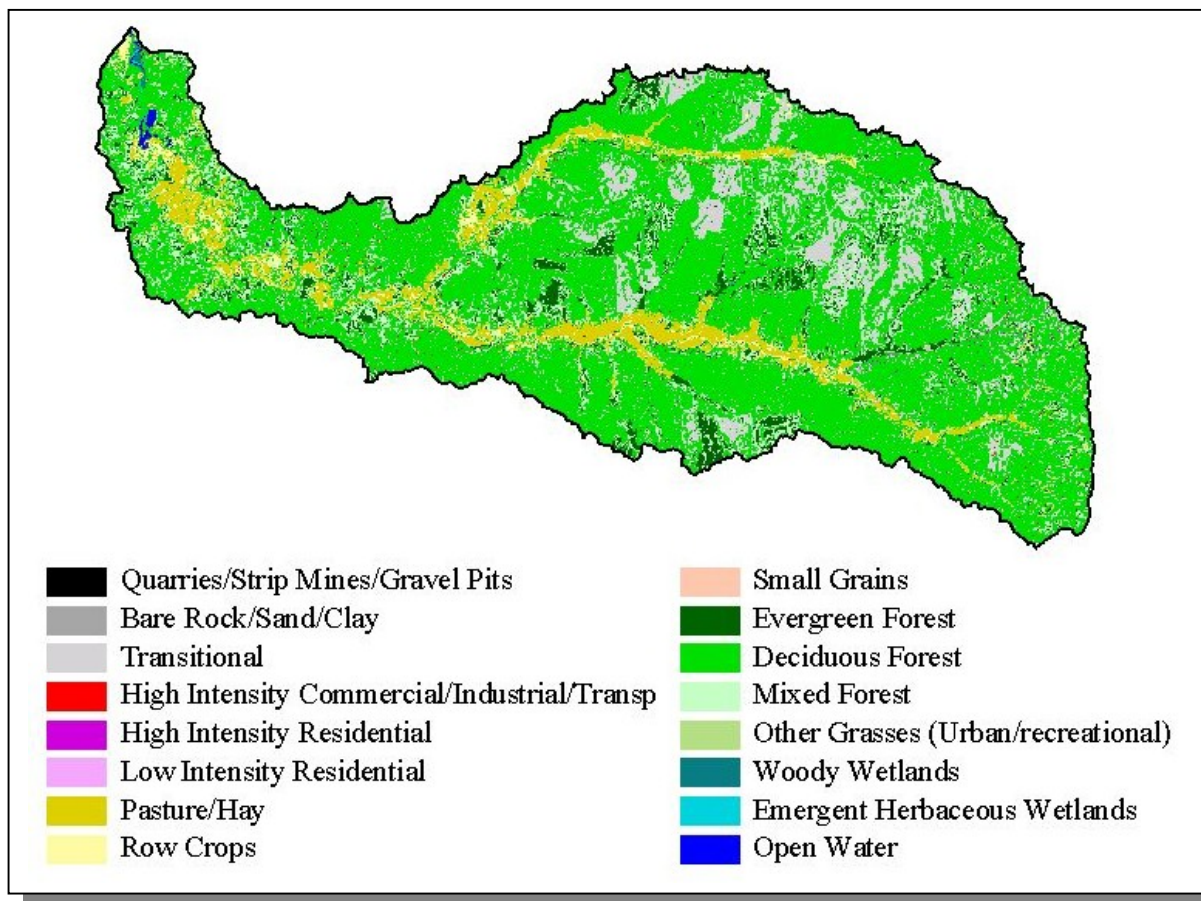 Quarries/Strip Mines/Gravel Pits
Bare Rock/Sand/Clay
Transitional
High Intensity Commercial/Industrial/Transp
High Intensity Residential
Low Intensity Residential
Pasture/Hay
Row Crops
Small Grains
Evergreen Forest
Deciduous Forest
Mixed Forest
Other Grasses (Urban/recreational)
Woody Wetlands
Emergent Herbaceous Wetlands
Open Water